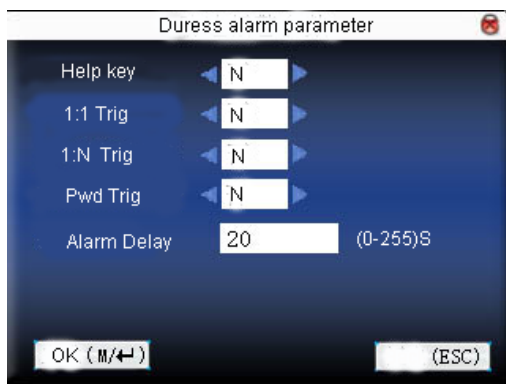 Duress alarm parameter
Help key N
1:1 Trig N
1:N Trig N
Pwd Trig N
Alarm Delay 20 (0-255)S
OK (M/↵) (ESC)